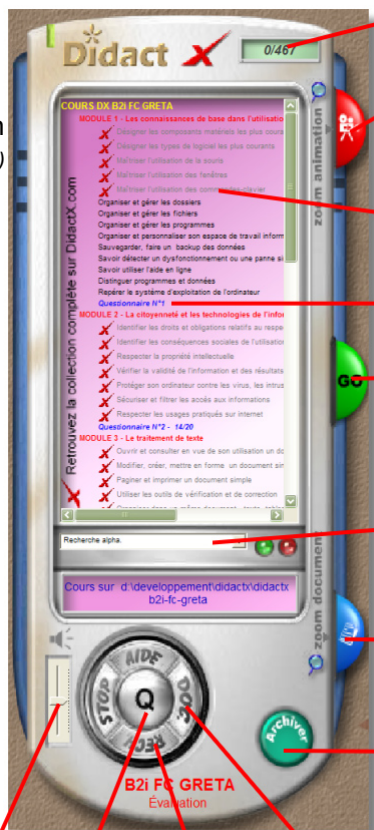 Didact X
0/467
COURS DX B2i FC GRETA
MODULE 1 - Les connaissances de base dans l'utilisatio
Désigner les composants matériels les plus coura
Désigner les types de logiciel les plus courants
Maîtriser l'utilisation de la souris
Maîtriser l'utilisation des fenêtres
Maîtriser l'utilisation des commandes clavier
Organiser et gérer les dossiers
Organiser et gérer les fichiers
Organiser et gérer les programmes
Organiser et personnaliser son espace de travail inform
Sauvegarder, faire un backup des données
Savoir détecter un dysfonctionnement ou une panne si
Savoir utiliser l'aide en ligne
Distinguer programmes et données
Repérer le système d'exploitation de l'ordinateur
Questionnaire N°1
MODULE 2 - La citoyenneté et les technologies de l'infor
Identifier les droits et obligations relatifs au respe
Identifier les conséquences sociales de l'utilisation
Respecter la propriété intellectuelle
Vérifier la validité de l'information et des résultats
Protéger son ordinateur contre les virus, les intrus
Sécuriser et filtrer les accés aux informations
Respecter les usages pratiqués sur internet
Questionnaire N°2 - 14/20
MODULE 3 - Le traitement de texte
Ouvrir et consulter en vue de son utilisation un do
Modifier, créer, mettre en forme un document sim
Paginer et imprimer un document simple
Utiliser les outils de vérification et de correction
Retrouvez la collection complète sur DidactX.com
zoom animation
GO
zoom document
Recherche alpha.
Cours sur d:\developpement\didactx\didactx
b2i-fc-greta
AIDE
STOP
DOC.
Q
Archiver
B2i FC GRETA
Évaluation